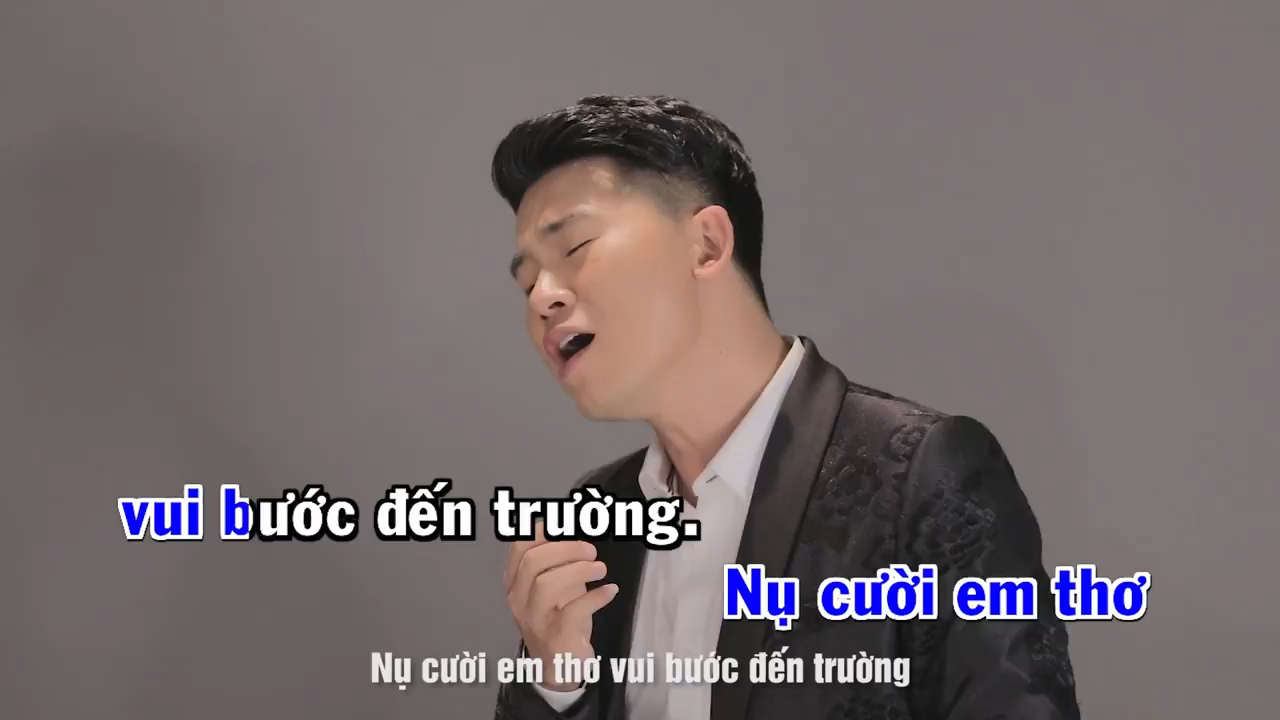 vui bước đến trường.
Nụ cười em thơ
Nụ cười em thơ vui bước đến trường